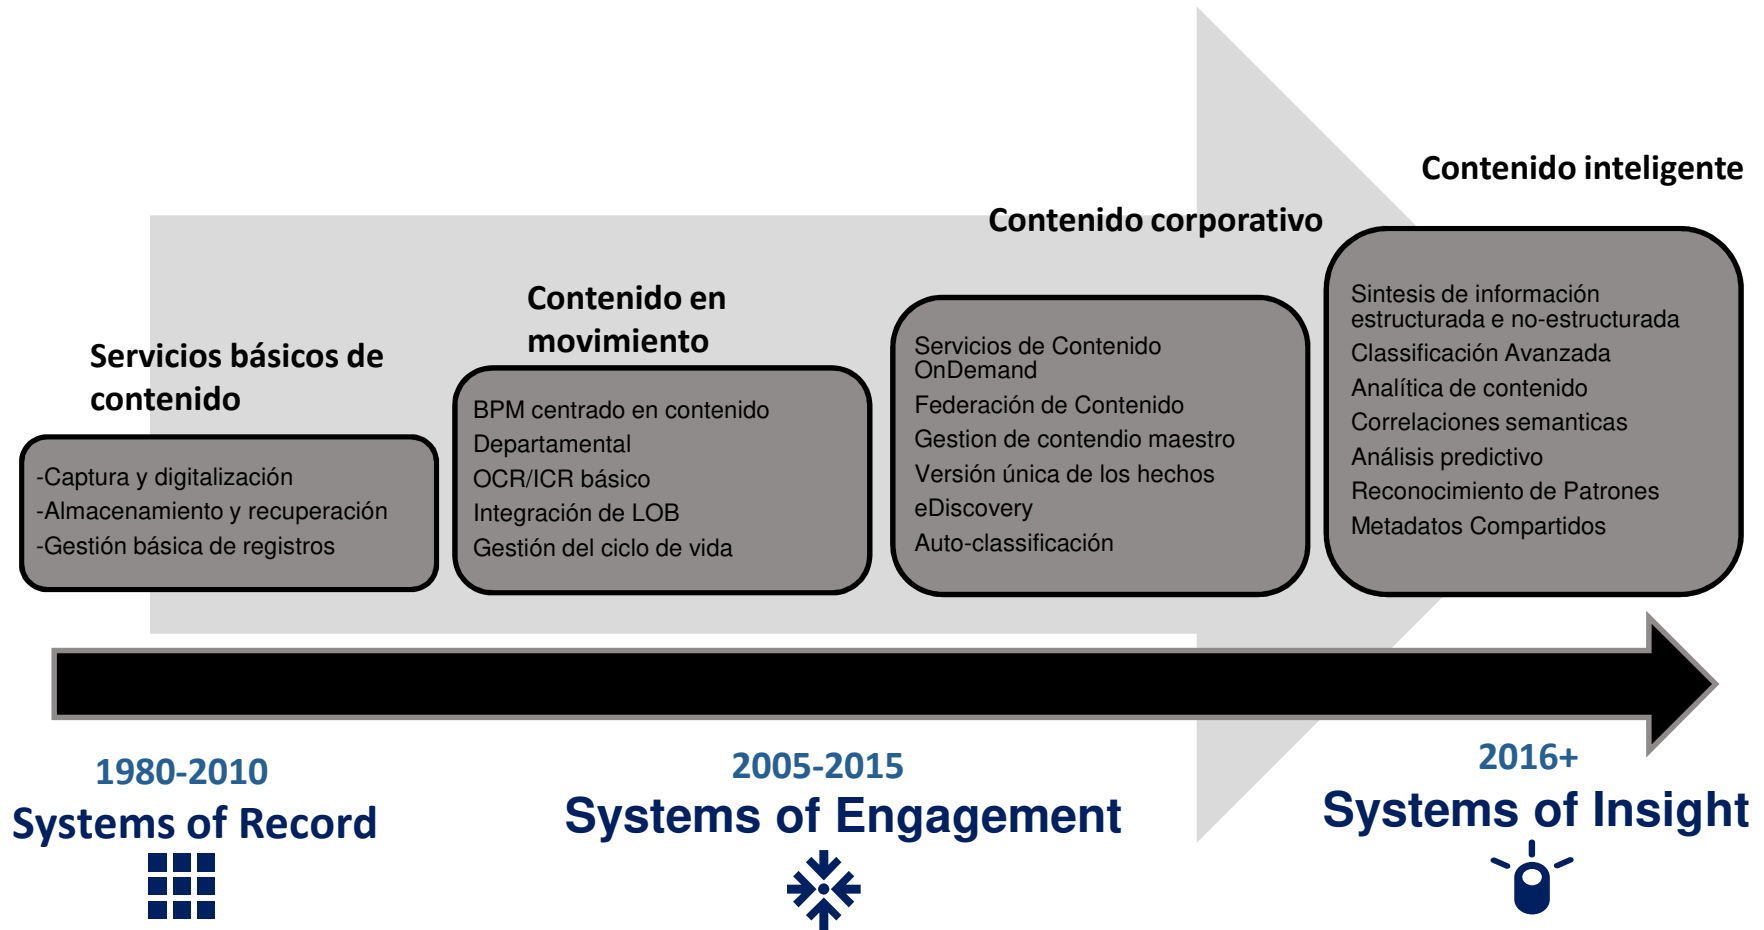 Servicios básicos de
contenido
-Captura y digitalización
-Almacenamiento y recuperación
-Gestión básica de registros
Contenido en
movimiento
BPM centrado en contenido
Departamental
OCR/ICR básico
Integración de LOB
Gestión del ciclo de vida
Contenido corporativo
Servicios de Contenido
OnDemand
Federación de Contenido
Gestion de contendio maestro
Versión única de los hechos
eDiscovery
Auto-classificación
Contenido inteligente
Sintesis de información
estructurada e no-estructurada
Classificación Avanzada
Analítica de contenido
Correlaciones semanticas
Análisis predictivo
Reconocimiento de Patrones
Metadatos Compartidos
1980-2010
Systems of Record
2005-2015
Systems of Engagement
2016+
Systems of Insight